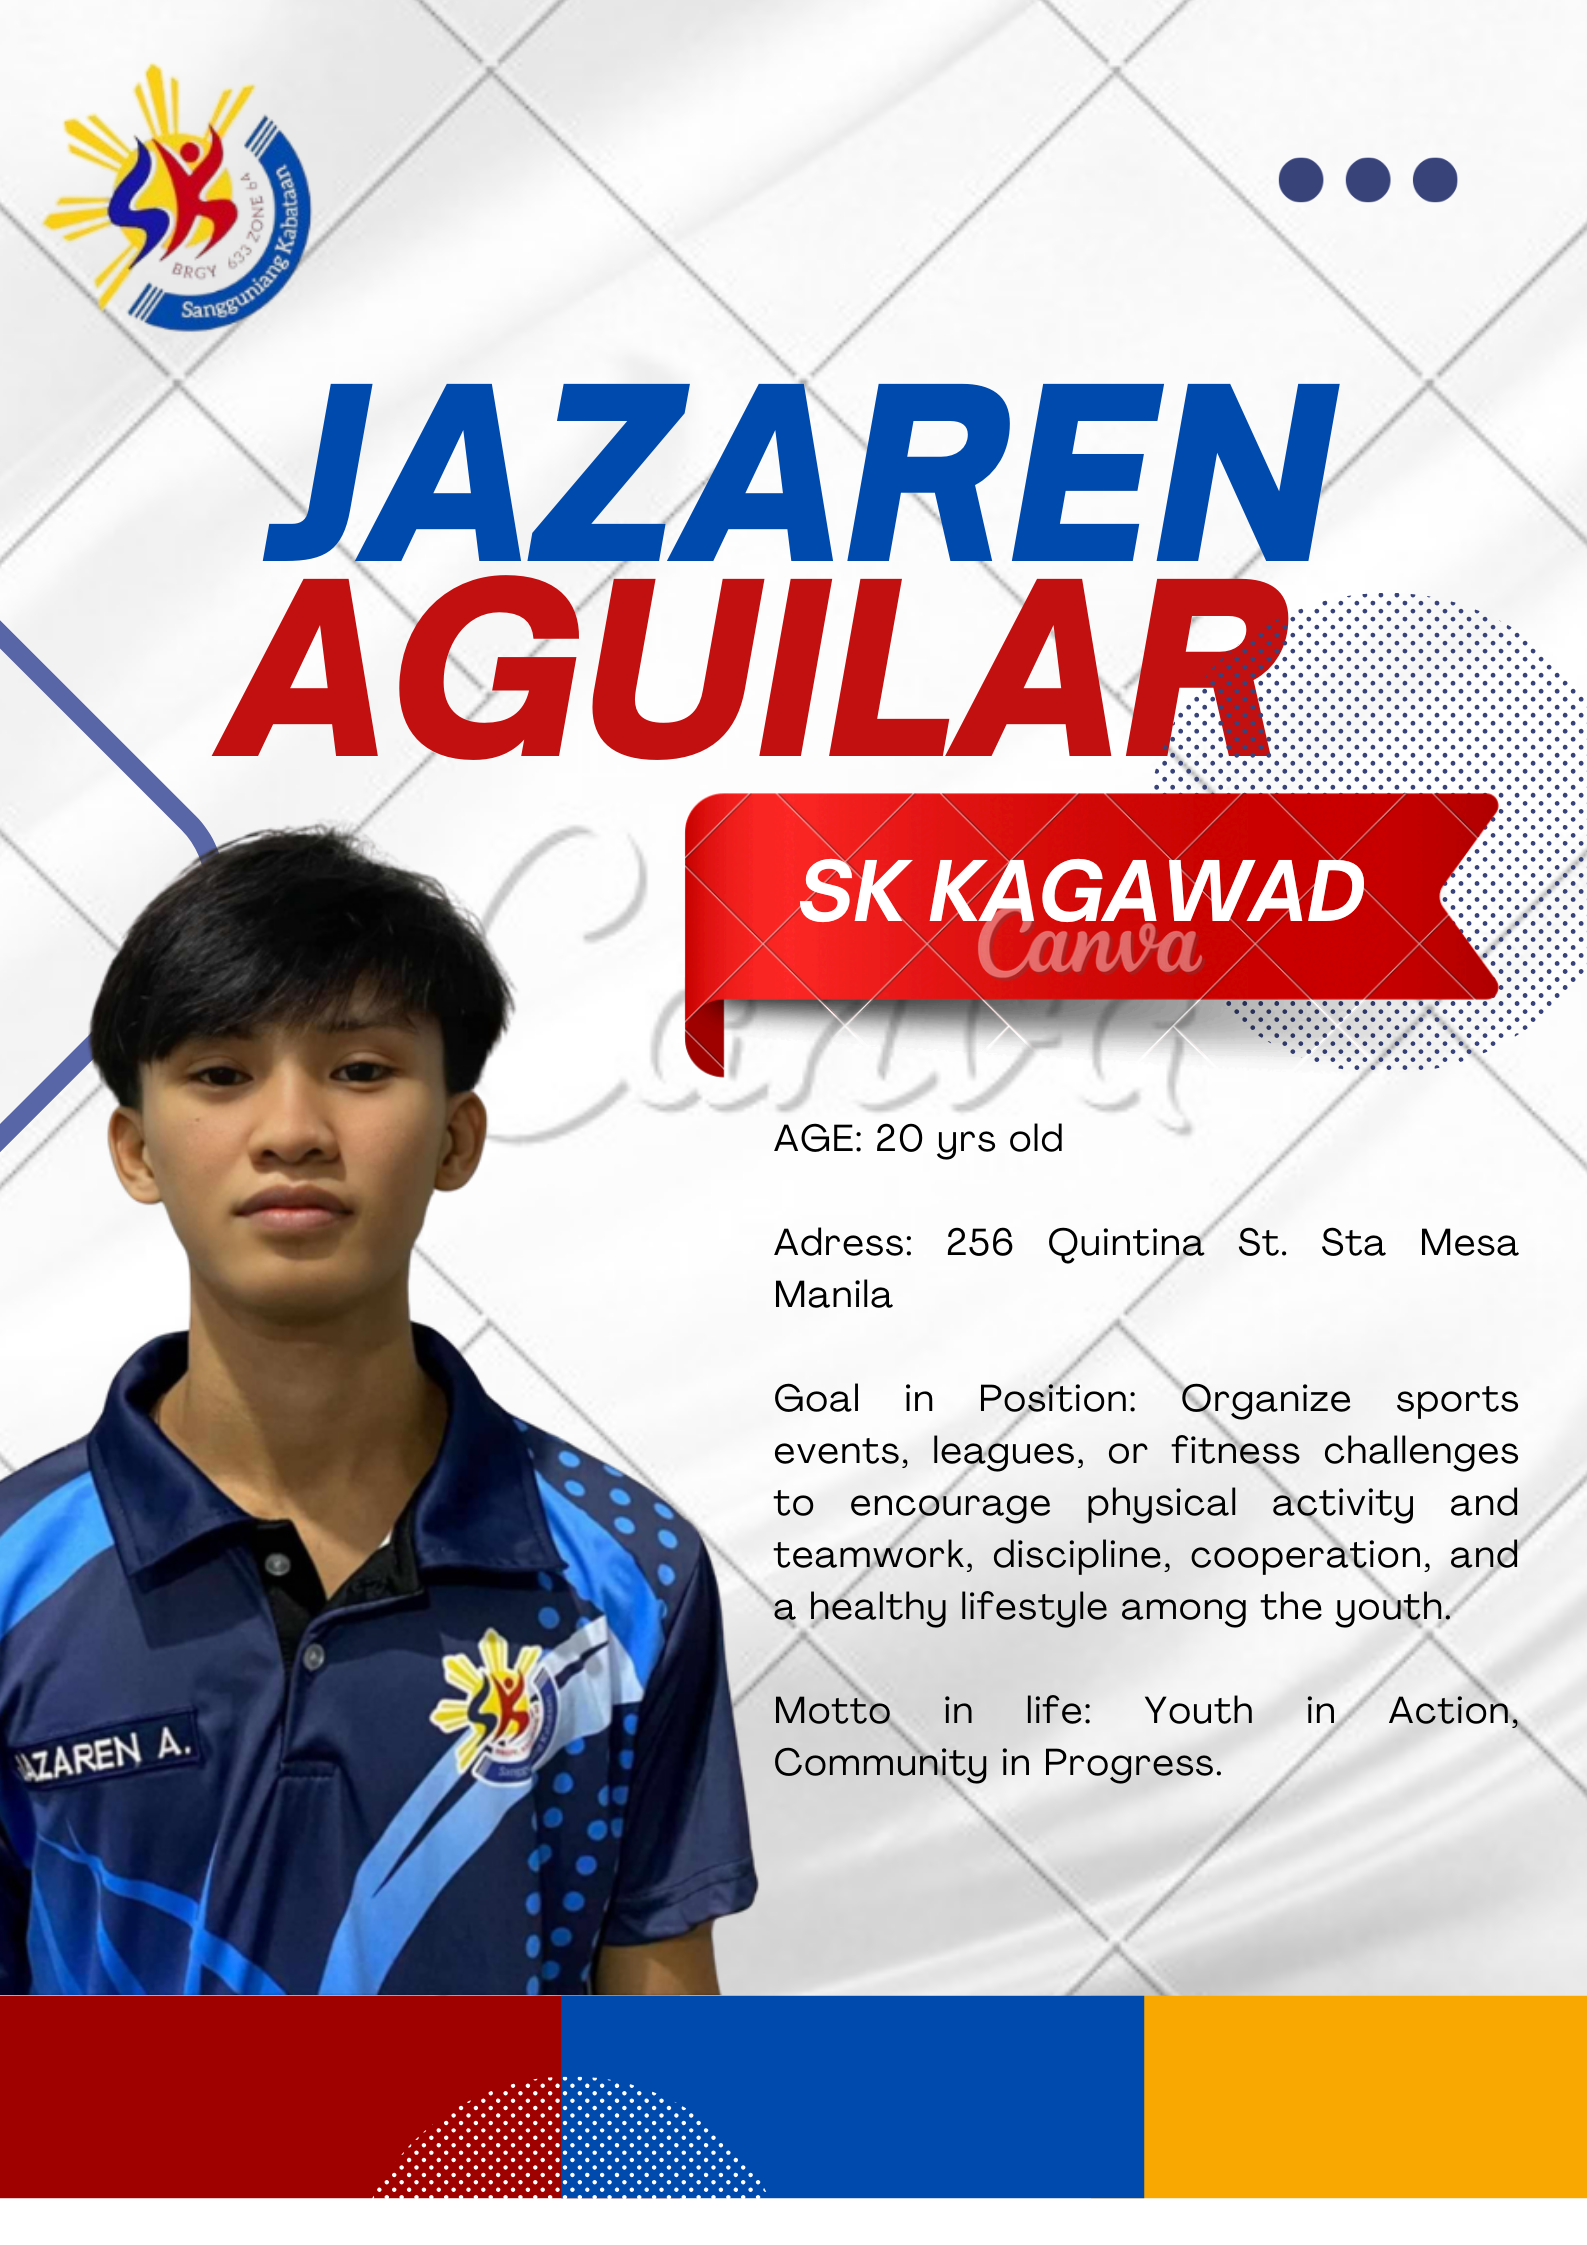 BRGY 633 ZONE 64
Sangguniang Kabataan
JAZAREN
AGUILAR
SK KAGAWAD
Canva
Canva
AGE: 20 yrs old
Adress: 256 Quintina St. Sta Mesa
Manila
Goal in Position: Organize sports
events, leagues, or fitness challenges
to encourage physical activity and
teamwork, discipline, cooperation, and
a healthy lifestyle among the youth.
Motto in life: Youth in Action,
Community in Progress.
JAZAREN A.